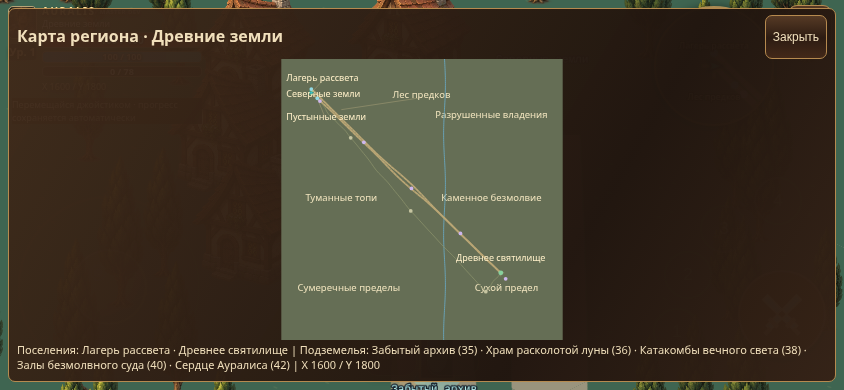 Карта региона · Древние земли
Закрыть
Лагерь рассвета
Северные земли
Лес предков
Пустынные земли
Разрушенные владения
Туманные топи
Каменное безмолвие
Древнее святилище
Сумеречные пределы
Сухой предел
Поселения: Лагерь рассвета · Древнее святилище | Подземелья: Забытый архив (35) · Храм расколотой луны (36) · Катакомбы вечного света (38) ·
Залы безмолвного суда (40) · Сердце Ауралиса (42) | X 1600 / Y 1800
Забытый архив